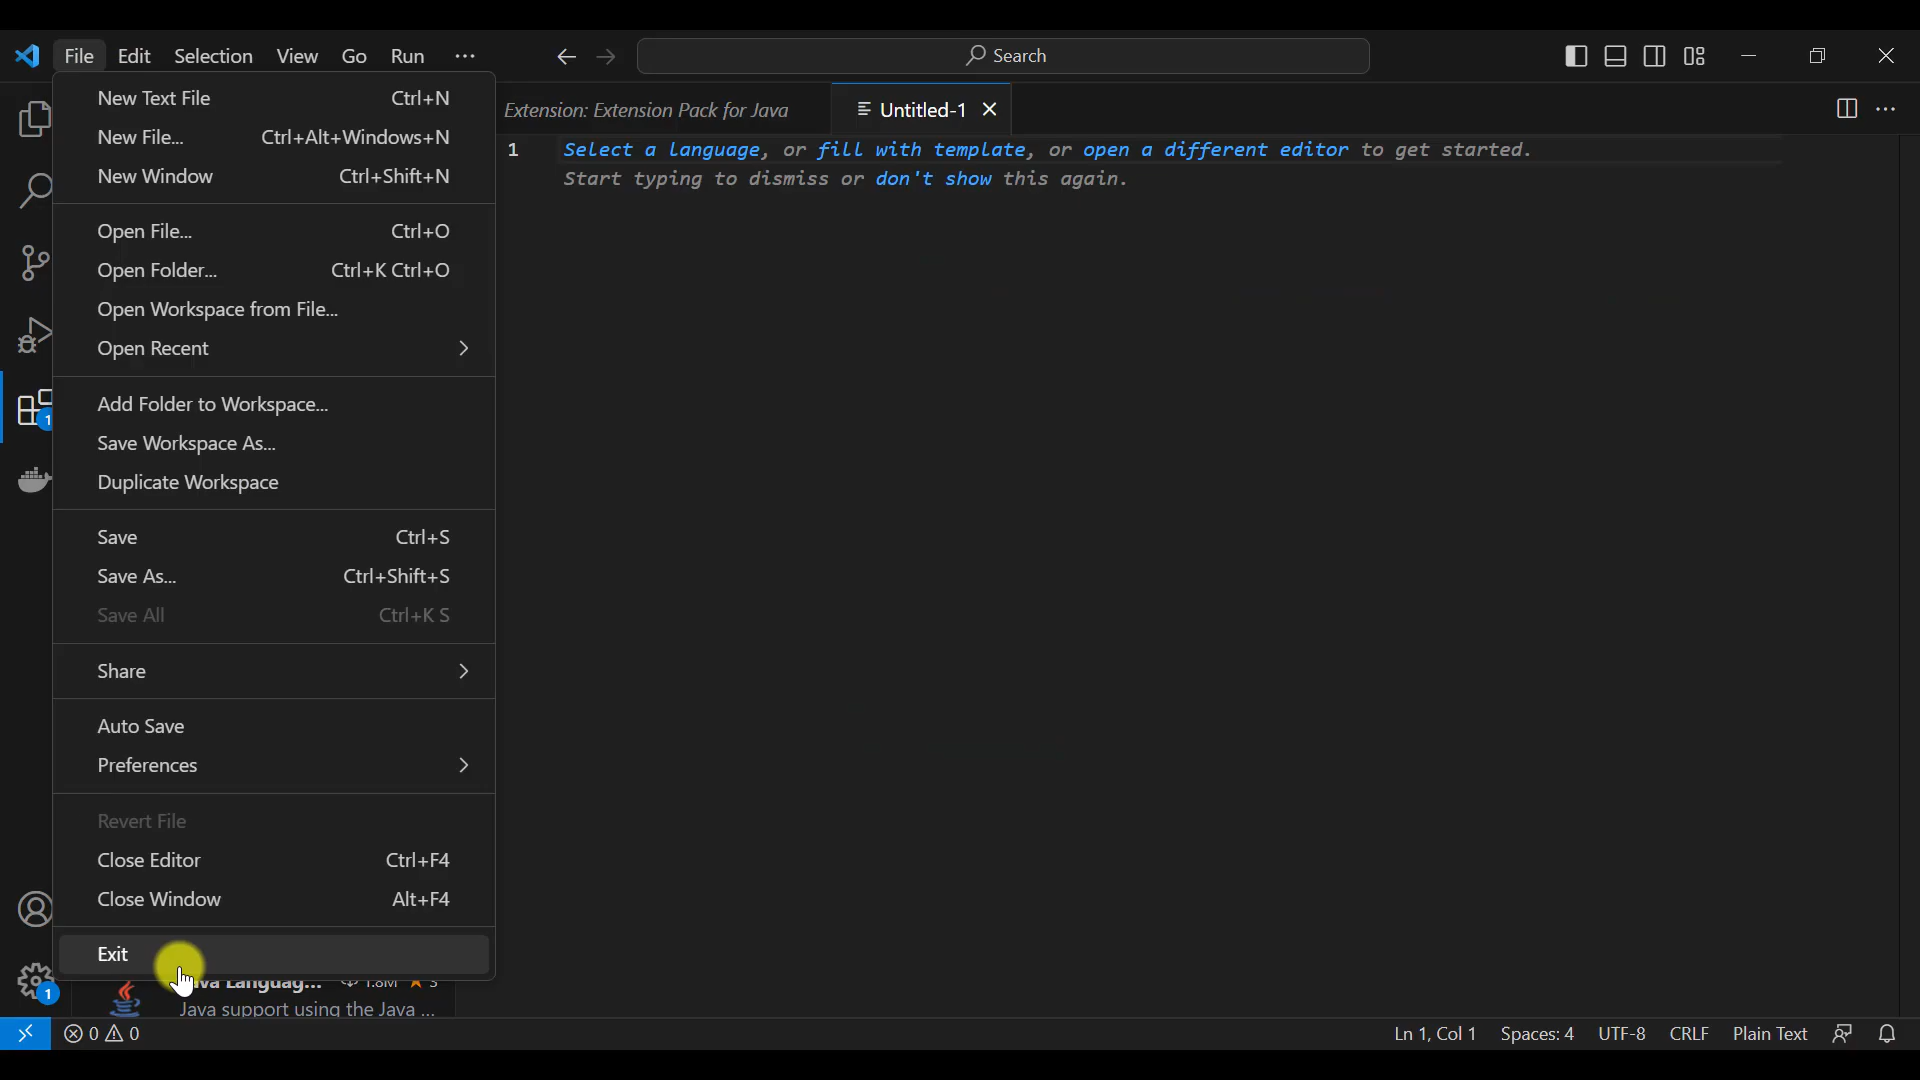 File Edit Selection View Go Run ···
Search
New Text File Ctrl+N
New File... Ctrl+Alt+Windows+N
New Window Ctrl+Shift+N
Open File... Ctrl+O
Open Folder... Ctrl+K Ctrl+O
Open Workspace from File...
Open Recent
Add Folder to Workspace...
Save Workspace As...
Duplicate Workspace
Save Ctrl+S
Save As... Ctrl+Shift+S
Save All Ctrl+K S
Share
Auto Save
Preferences
Revert File
Close Editor Ctrl+F4
Close Window Alt+F4
Exit
1
1
Extension: Extension Pack for Java
Untitled-1
1 Select a language, or fill with template, or open a different editor to get started.
Start typing to dismiss or don't show this again.
Languag... 1.8M 3
Java support using the Java ...
0 0
Ln 1, Col 1 Spaces: 4 UTF-8 CRLF Plain Text